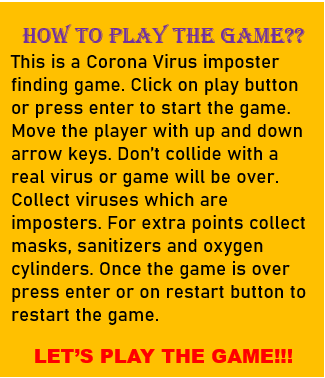 HOW TO PLAY THE GAME??
This is a Corona Virus imposter
finding game. Click on play button
or press enter to start the game.
Move the player with up and down
arrow keys. Don't collide with a
real virus or game will be over.
Collect viruses which are
imposters. For extra points collect
masks, sanitizers and oxygen
cylinders. Once the game is over
press enter or on restart button to
restart the game.
LET'S PLAY THE GAME!!!